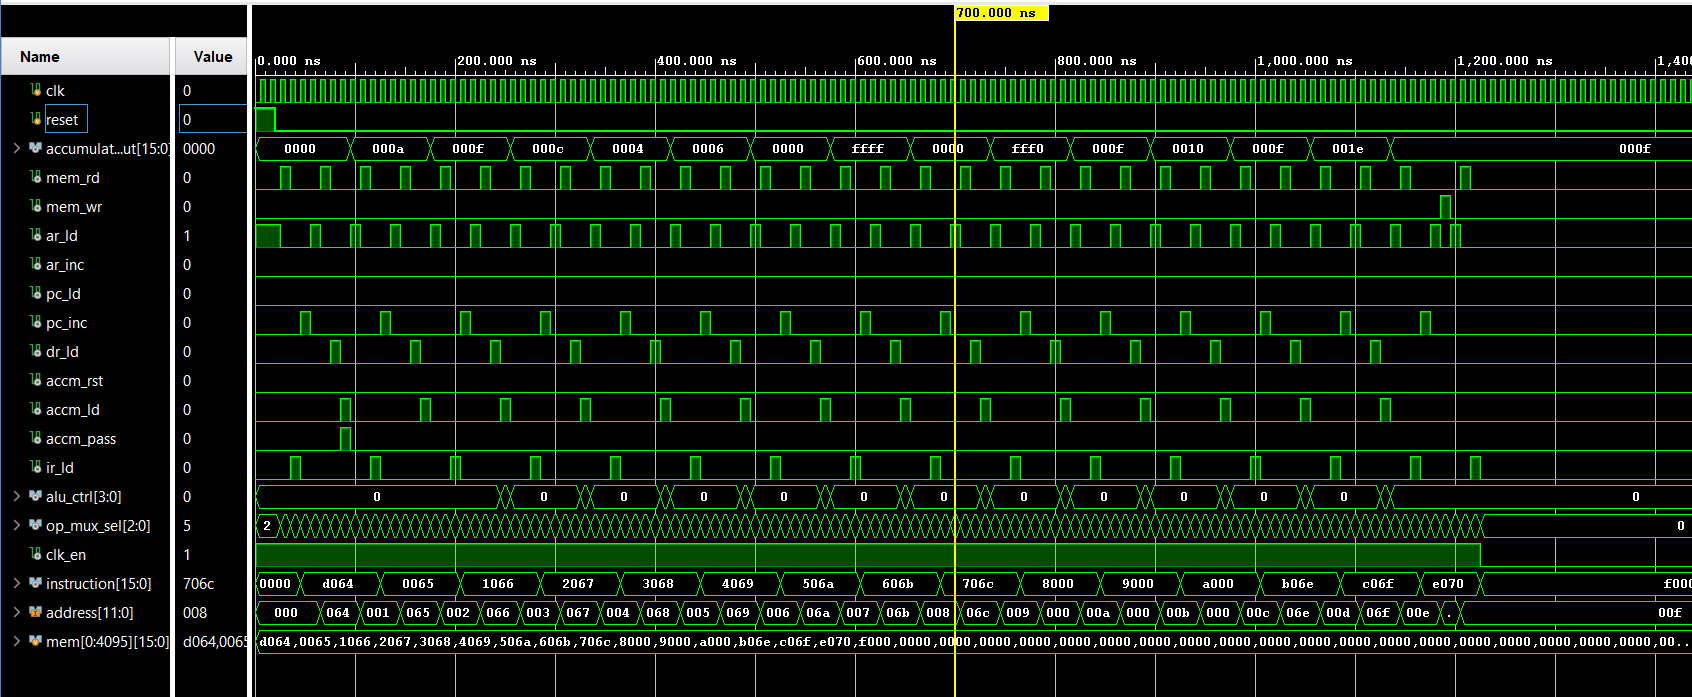 700.000 ns
Name Value
0.000 ns 200.000 ns 400.000 ns 600.000 ns 800.000 ns 1,000.000 ns 1,200.000 ns 1,400
clk 0
reset 0
accumulat...ut[15:0] 0000 0000 000a 000f 000c 0004 0006 0000 ffff 0000 fff0 000f 0010 000f 001e 000f
mem_rd 0
mem_wr 0
ar_ld 1
ar_inc 0
pc_ld 0
pc_inc 0
dr_ld 0
accm_rst 0
accm_ld 0
accm_pass 0
ir_ld 0
alu_ctrl[3:0] 0 0 0 0 0 0 0 0 0 0 0 0 0 0
op_mux_sel[2:0] 5 2 0
clk_en 1
instruction[15:0] 706c 0000 d064 0065 1066 2067 3068 4069 506a 606b 706c 8000 9000 a000 b06e c06f e070 f000
address[11:0] 008 000 064 001 065 002 066 003 067 004 068 005 069 006 06a 007 06b 008 06c 009 000 00a 000 00b 000 00c 06e 00d 06f 00e . 00f
mem[0:4095][15:0] d064,0065 d064,0065,1066,2067,3068,4069,506a,606b,706c,8000,9000,a000,b06e,c06f,e070,f000,0000,0000,0000,0000,0000,0000,0000,0000,0000,0000,0000,0000,0000,0000,0000,0000,0000,0000,00...